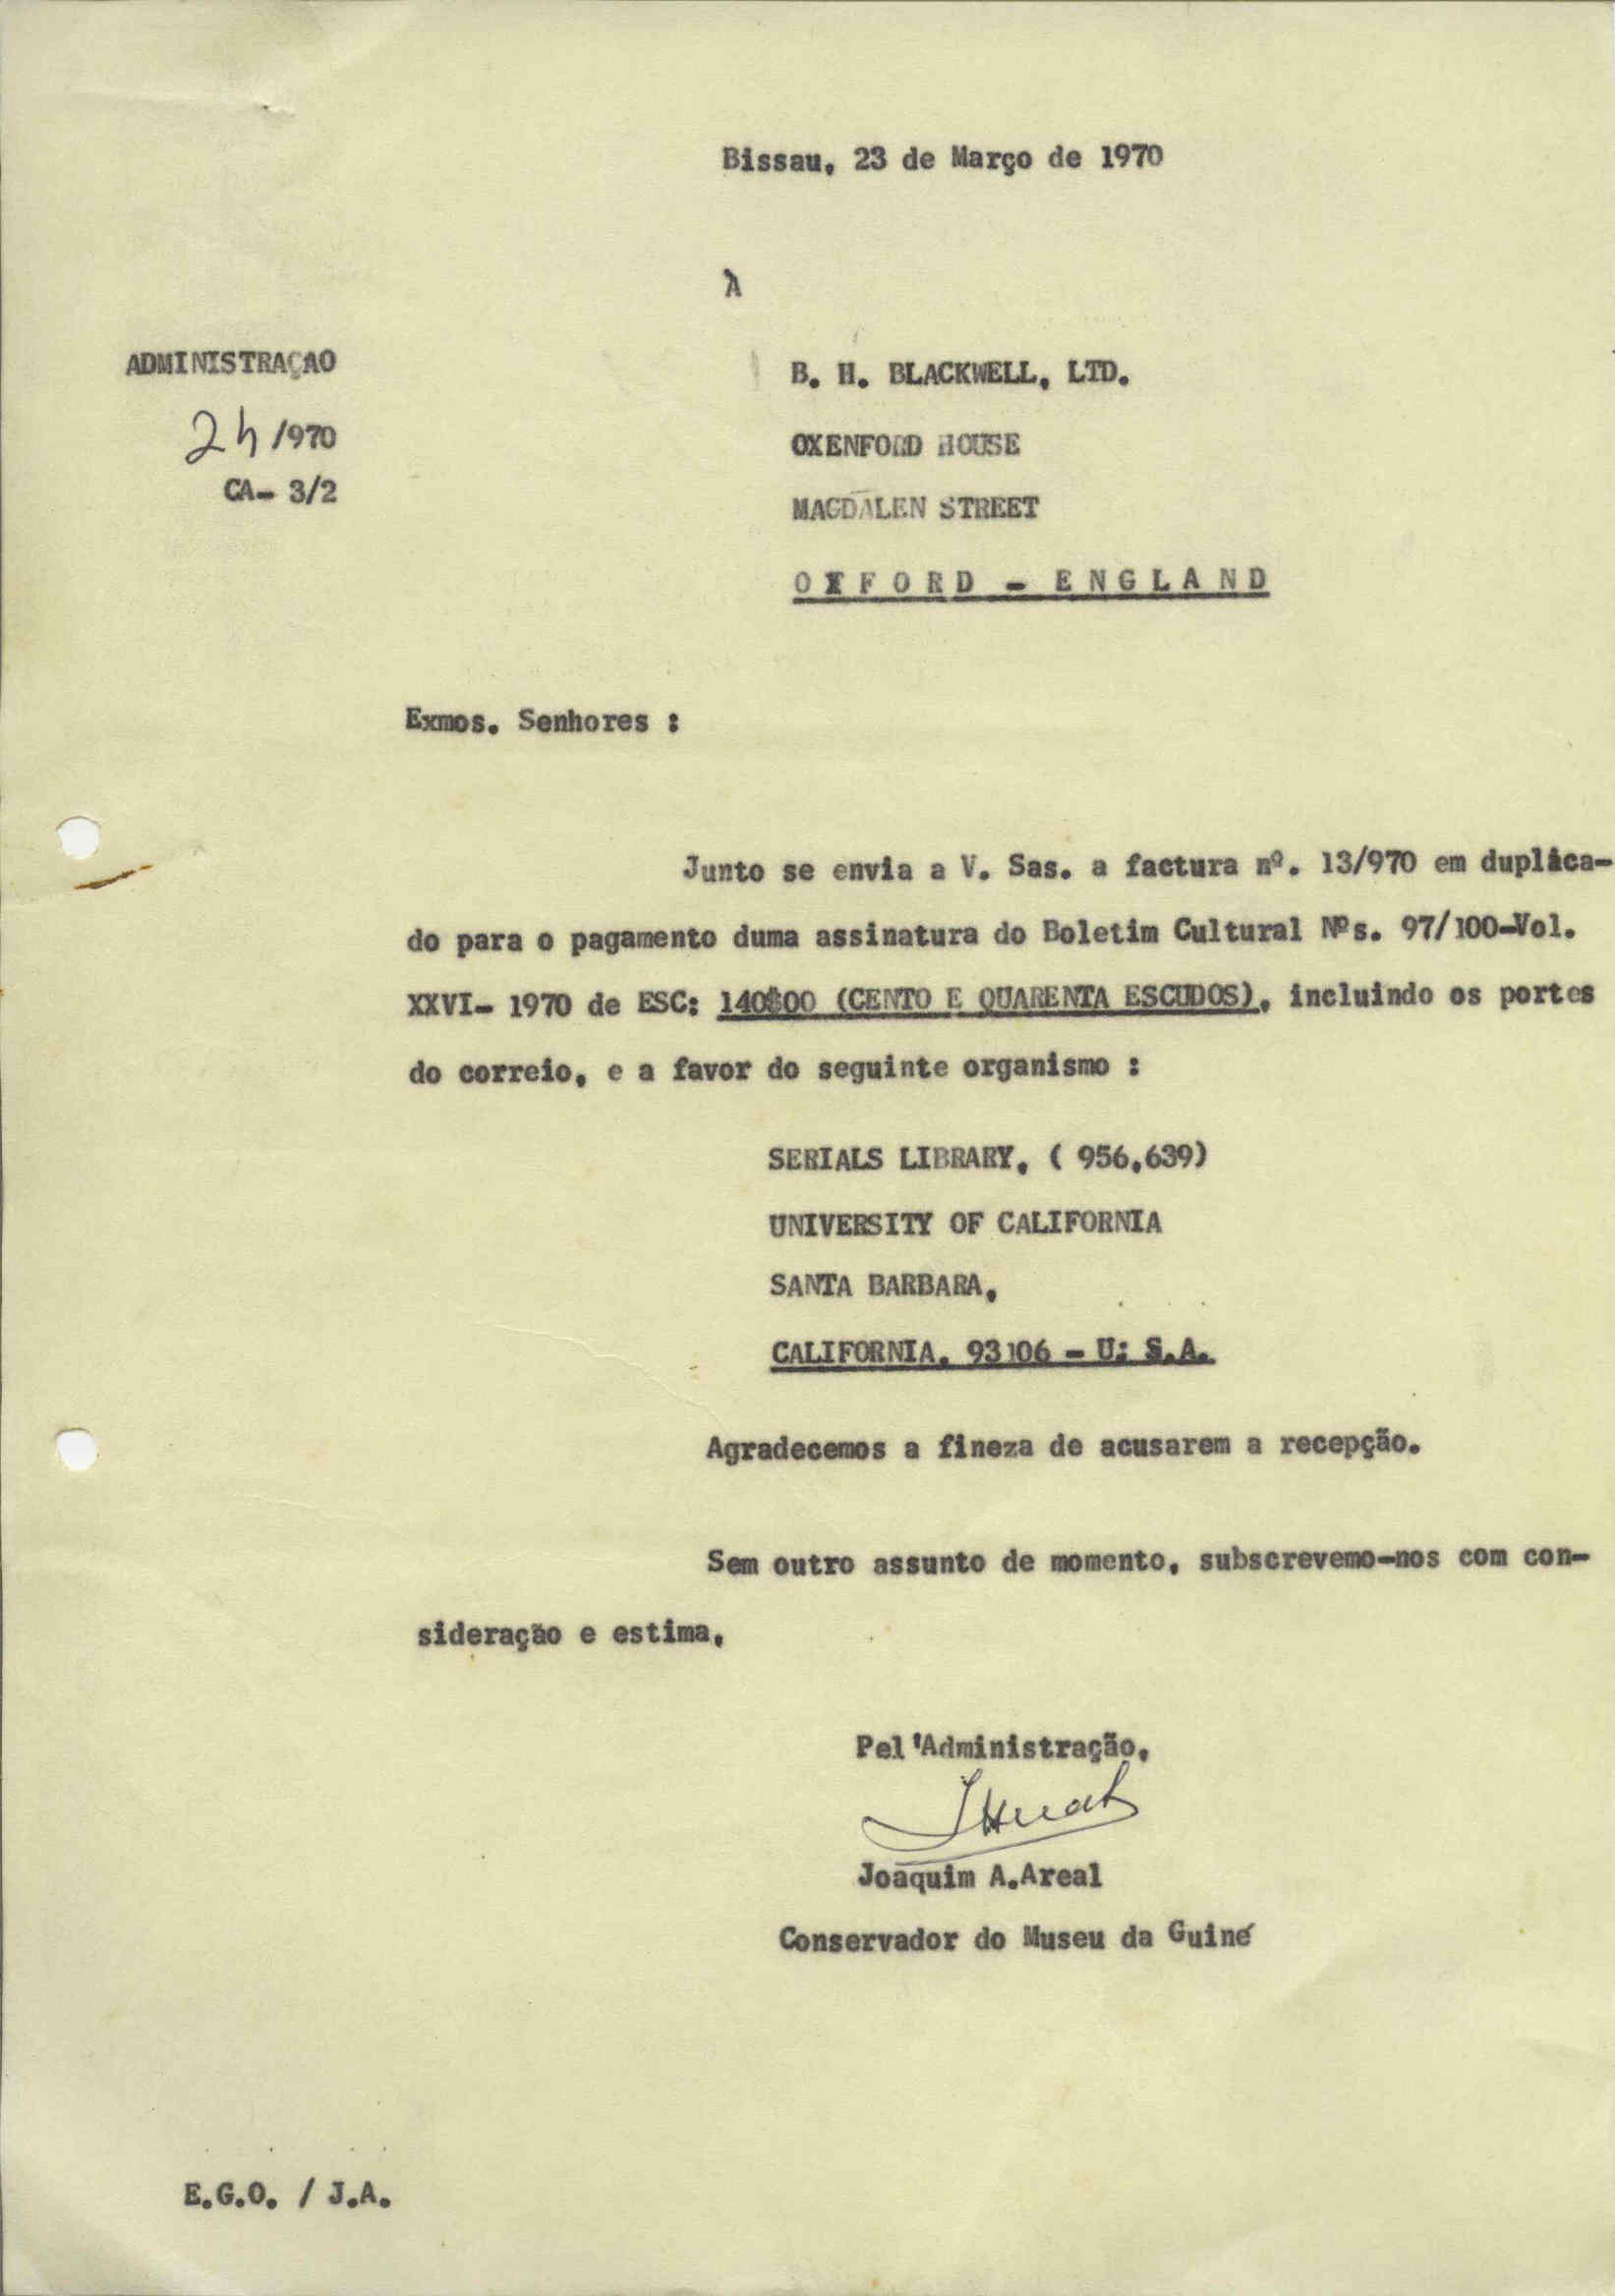 Bissau, 23 de Março de 1970
À
ADMINISTRAÇAO
B. H. BLACKWELL, LTD.
24/970
OXENFORD HOUSE
CA- 3/2
MAGDALEN STREET
OXFORD - ENGLAND
Exmos. Senhores :
Junto se envia a V. Sas. a factura nº. 13/970 em duplica-
do para o pagamento duma assinatura do Boletim Cultural Nºs. 97/100-Vol.
XXVI- 1970 de ESC: 140$00 (CENTO E QUARENTA ESCUDOS), incluindo os portes
do correio, e a favor do seguinte organismo :
SERIALS LIBRARY, ( 956,639)
UNIVERSITY OF CALIFORNIA
SANTA BARBARA,
CALIFORNIA. 93106 - U: S.A.
Agradecemos a fineza de acusarem a recepção.
Sem outro assunto de momento, subscrevemo-nos com con-
sideração e estima,
Pel'Administração,
Joaquim A.Areal
Conservador do Museu da Guiné
E.G.O. / J.A.